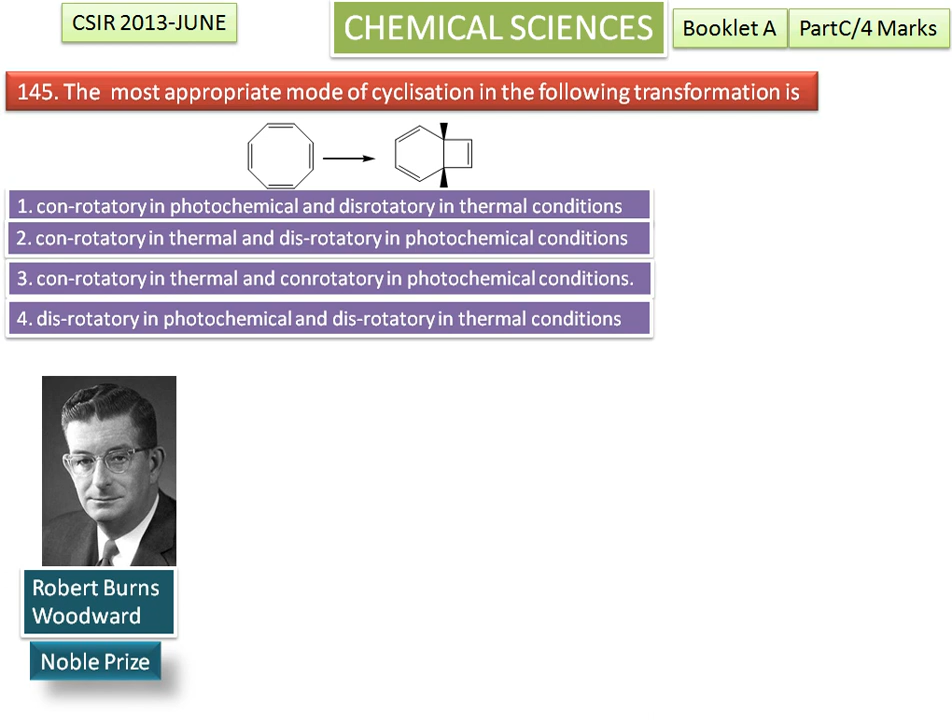 CSIR 2013-JUNE
CHEMICAL SCIENCES
Booklet A
PartC/4 Marks
145. The most appropriate mode of cyclisation in the following transformation is
1. con-rotatory in photochemical and disrotatory in thermal conditions
2. con-rotatory in thermal and dis-rotatory in photochemical conditions
3. con-rotatory in thermal and conrotatory in photochemical conditions.
4. dis-rotatory in photochemical and dis-rotatory in thermal conditions
Robert Burns
Woodward
Noble Prize